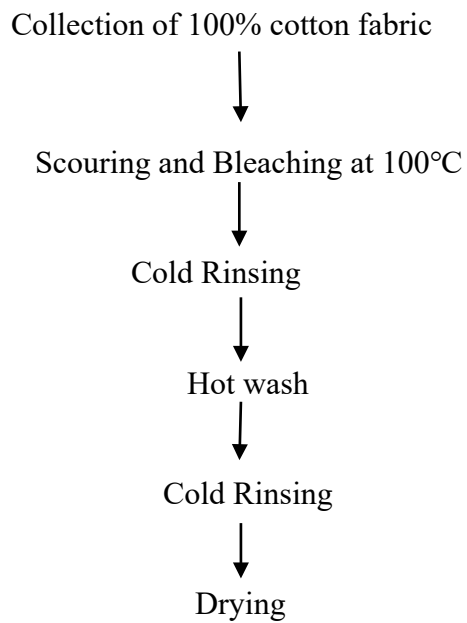 Collection of 100% cotton fabric
Scouring and Bleaching at 100℃
Cold Rinsing
Hot wash
Cold Rinsing
Drying